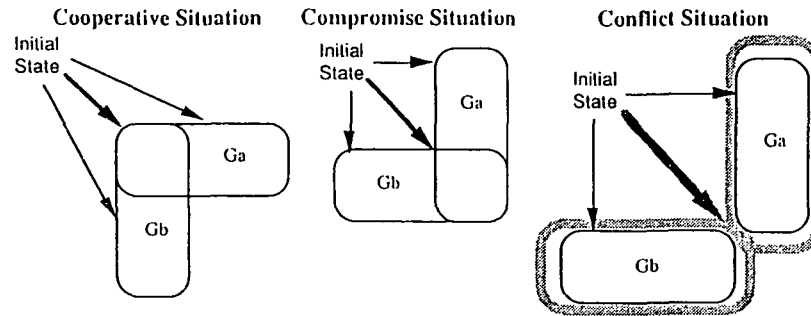 Cooperative Situation
Initial
State
Ga
Gb
Compromise Situation
Initial
State
Ga
Gb
Conflict Situation
Initial
State
Ga
Gb